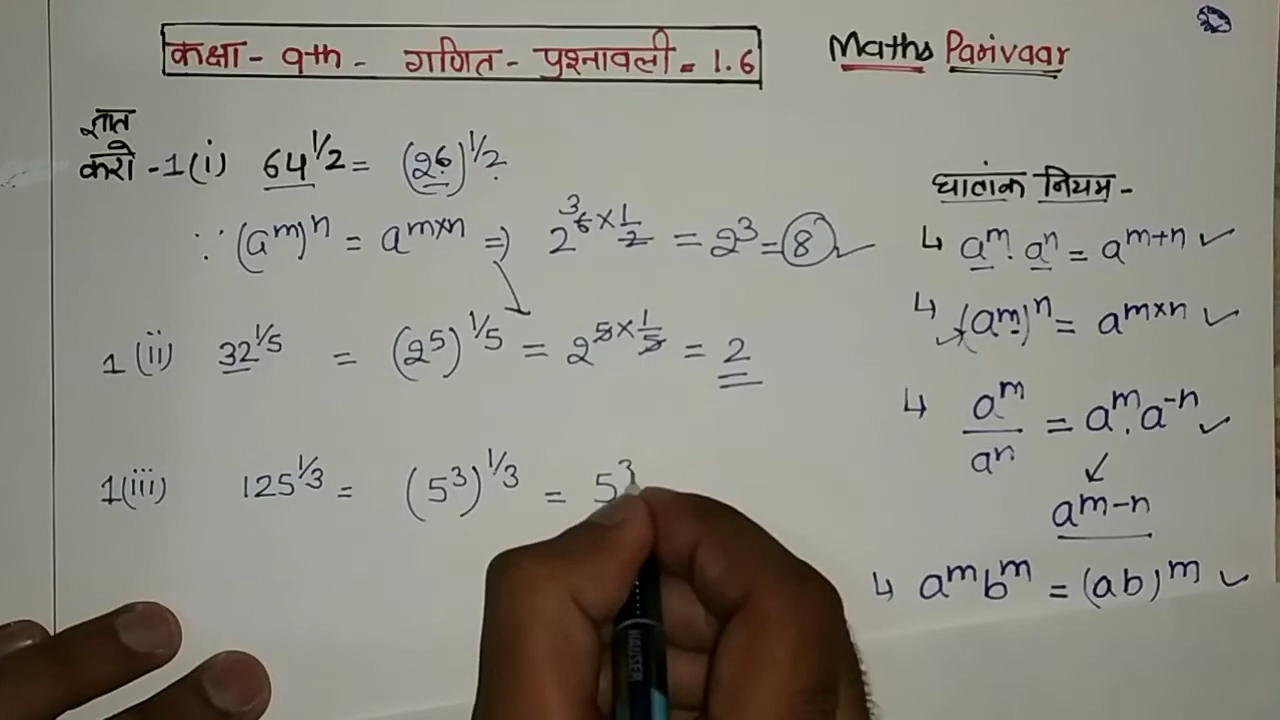 कक्षा - 9th - गणित - प्रश्नावली = 1.6
Maths Parivaar
ज्ञात
करो - 1(i) 64^1/2 = (2^6)^1/2
∵ (a^m)^n = a^m×n ⇒ 2^6×1/2 = 2^3 = 8
1(ii) 32^1/5 = (2^5)^1/5 = 2^5×1/5 = 2
1(iii) 125^1/3 = (5^3)^1/3 = 5^3
घातांक नियम -
↳ a^m . a^n = a^m+n ✓
↳ (a^m)^n = a^m×n ✓
↳ a^m/a^n = a^m . a^-n ✓
↙
a^m-n
↳ a^m b^m = (ab)^m ✓
HAUSER